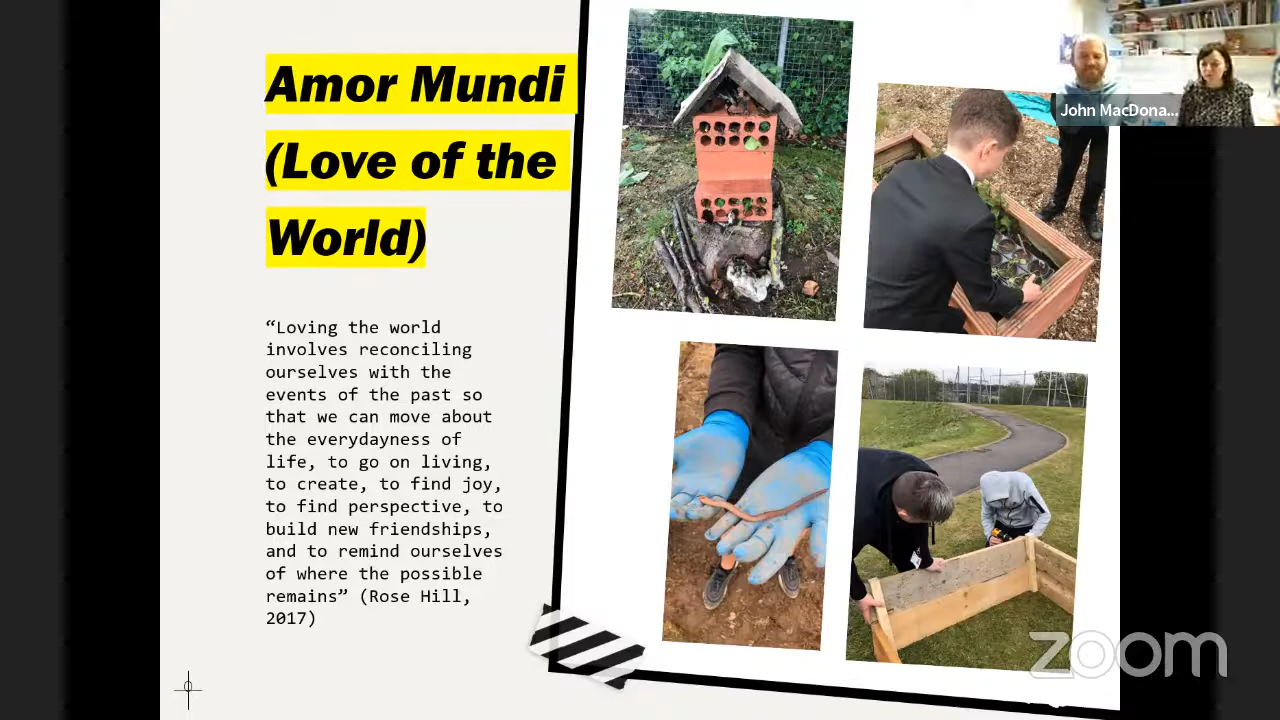 Amor Mundi
(Love of the
World)
“Loving the world
involves reconciling
ourselves with the
events of the past so
that we can move about
the everydayness of
life, to go on living,
to create, to find joy,
to find perspective, to
build new friendships,
and to remind ourselves
of where the possible
remains” (Rose Hill,
2017)
John MacDona...
zoom